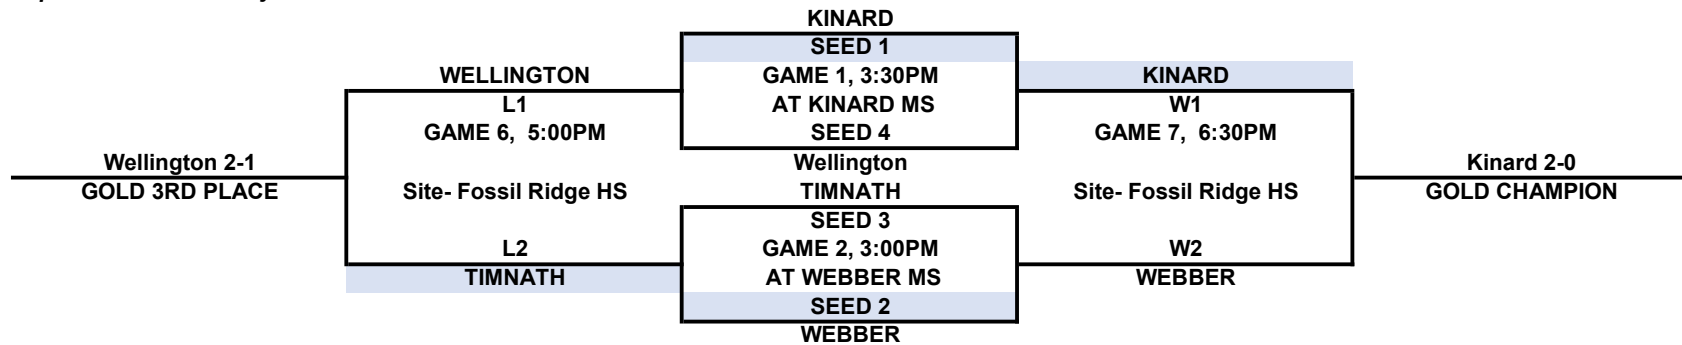 KINARD
SEED 1
WELLINGTON
GAME 1, 3:30PM
KINARD
L1
AT KINARD MS
W1
GAME 6, 5:00PM
SEED 4
GAME 7, 6:30PM
Wellington 2-1
Wellington
Kinard 2-0
GOLD 3RD PLACE
Site- Fossil Ridge HS
TIMNATH
Site- Fossil Ridge HS
GOLD CHAMPION
SEED 3
L2
GAME 2, 3:00PM
W2
TIMNATH
AT WEBBER MS
WEBBER
SEED 2
WEBBER